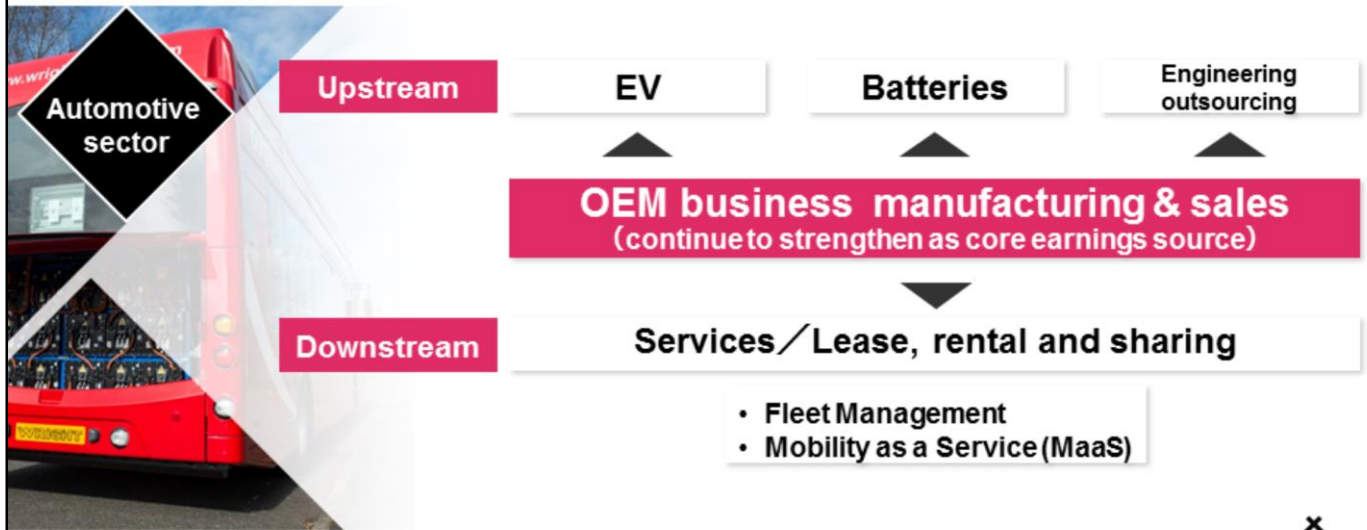 Automotive
sector
Upstream
EV
Batteries
Engineering
outsourcing
OEM business manufacturing & sales
(continue to strengthen as core earnings source)
Downstream
Services／Lease, rental and sharing
• Fleet Management
• Mobility as a Service (MaaS)
WRIGHT
×